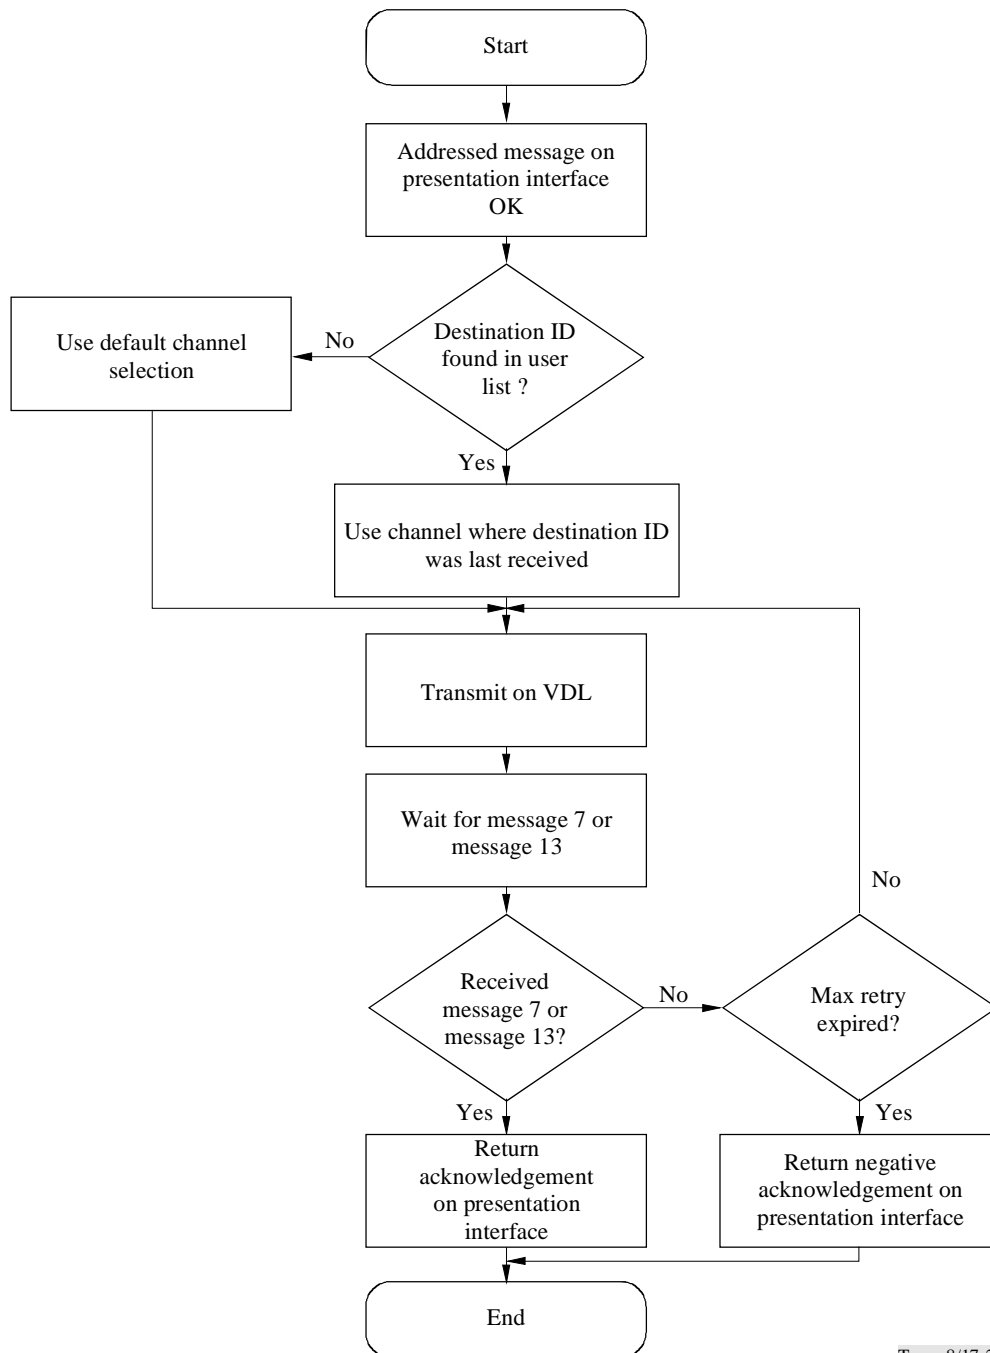 Start
Addressed message on
presentation interface
OK
Destination ID
found in user
list ?
No
Use default channel
selection
Yes
Use channel where destination ID
was last received
Transmit on VDL
Wait for message 7 or
message 13
Received
message 7 or
message 13?
No
Max retry
expired?
No
Yes
Return
acknowledgement
on presentation
interface
Yes
Return negative
acknowledgement on
presentation interface
End